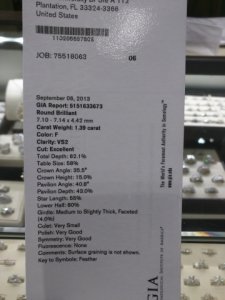 Plantation, FL 33324-3366
United States
JOB: 75518063 06
September 06, 2013
GIA Report: 5151833673
Round Brilliant
7.10 - 7.14 x 4.42 mm
Carat Weight: 1.39 carat
Color: F
Clarity: VS2
Cut: Excellent
Total Depth: 62.1%
Table Size: 58%
Crown Angle: 35.5°
Crown Height: 15.0%
Pavilion Angle: 40.8°
Pavilion Depth: 43.0%
Star Length: 55%
Lower Half: 80%
Girdle: Medium to Slightly Thick, Faceted
(4.0%)
Culet: Very Small
Polish: Very Good
Symmetry: Very Good
Fluorescence: None
Comments: Surface graining is not shown.
Key to Symbols: Feather
The World's Foremost Authority in Gemology™
www.gia.edu
GIA